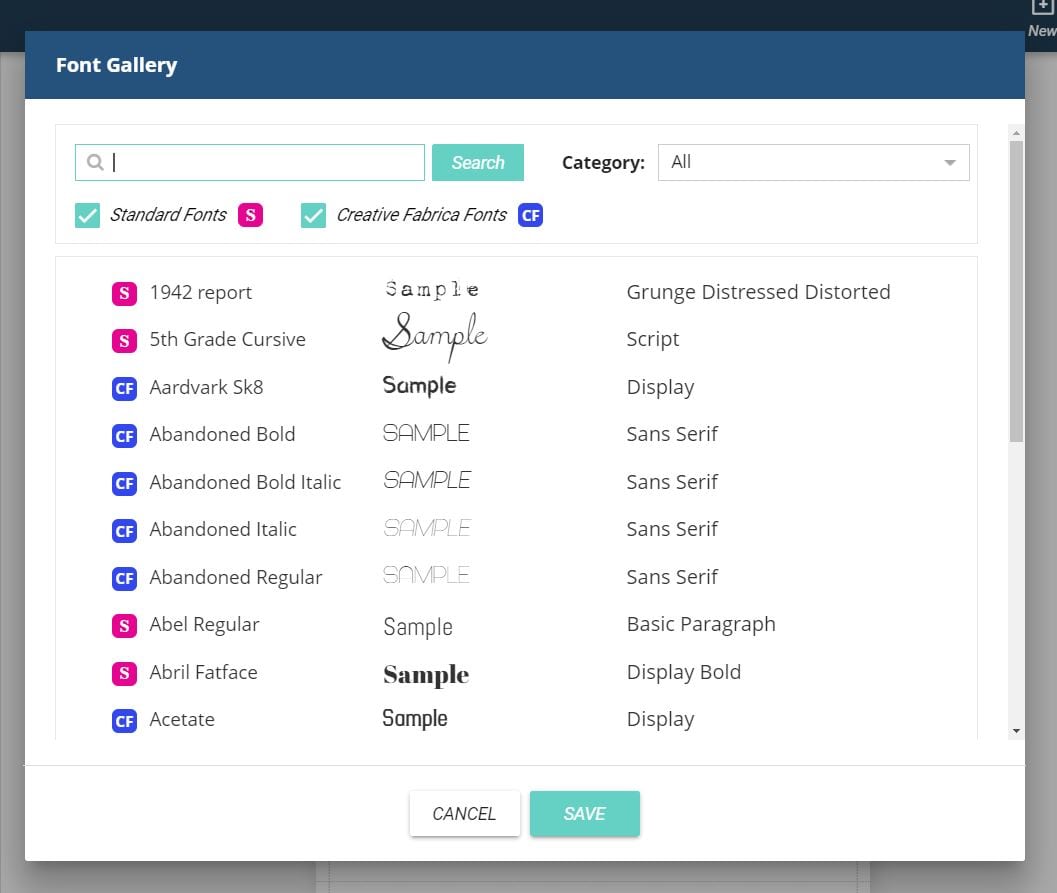 New
Font Gallery
Search Category: All
Standard Fonts S Creative Fabrica Fonts CF
S 1942 report Sample Grunge Distressed Distorted
S 5th Grade Cursive Sample Script
CF Aardvark Sk8 Sample Display
CF Abandoned Bold SAMPLE Sans Serif
CF Abandoned Bold Italic SAMPLE Sans Serif
CF Abandoned Italic SAMPLE Sans Serif
CF Abandoned Regular SAMPLE Sans Serif
S Abel Regular Sample Basic Paragraph
S Abril Fatface Sample Display Bold
CF Acetate Sample Display
CANCEL SAVE